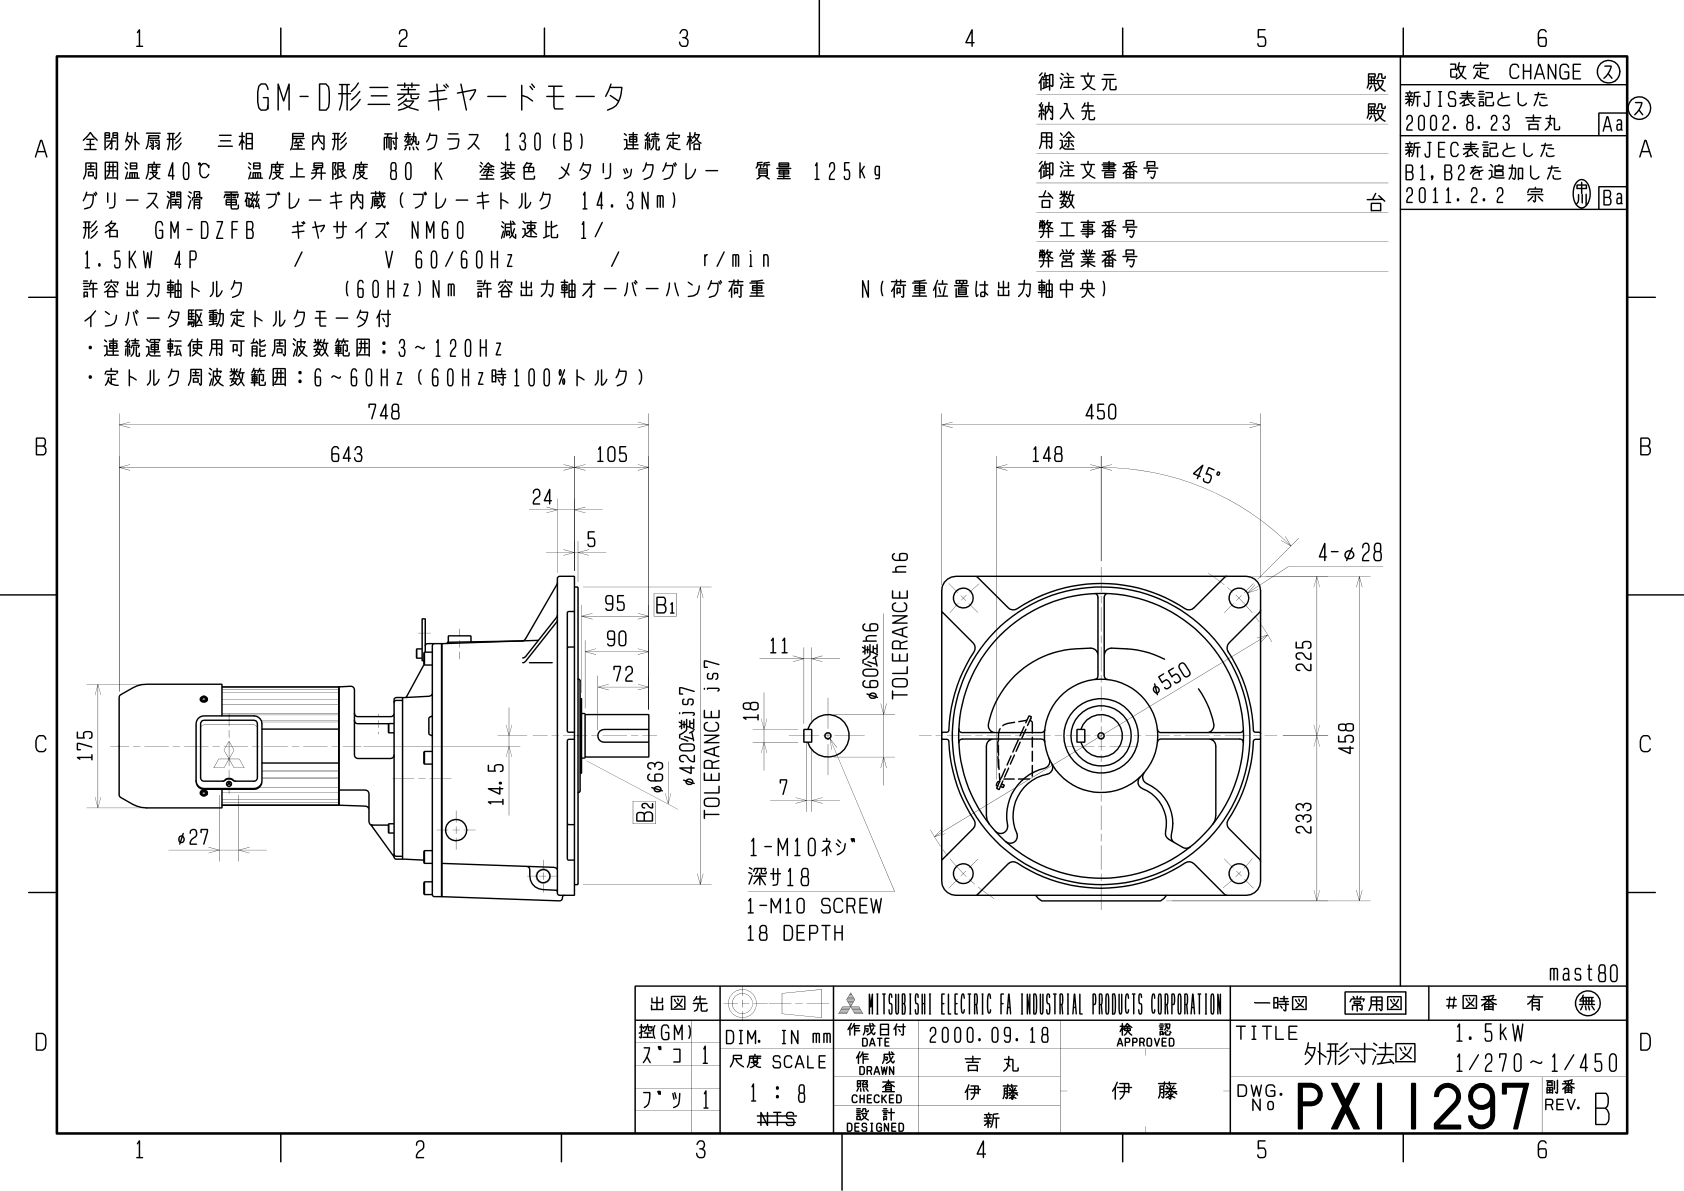 1 2 3 4 5 6
GM-D形三菱ギヤードモータ
全閉外扇形 三相 屋内形 耐熱クラス 130(B) 連続定格
周囲温度40℃ 温度上昇限度 80 K 塗装色 メタリックグレー 質量 125kg
グリース潤滑 電磁ブレーキ内蔵(ブレーキトルク 14.3Nm)
形名 GM-DZFB ギヤサイズ NM60 減速比 1/
1.5KW 4P / V 60/60Hz / r/min
許容出力軸トルク (60Hz)Nm 許容出力軸オーバーハング荷重 N(荷重位置は出力軸中央)
インバータ駆動定トルクモータ付
・連続運転使用可能周波数範囲：3~120Hz
・定トルク周波数範囲：6~60Hz(60Hz時100%トルク)
御注文元 殿
納入先 殿
用途
御注文書番号
台数 台
弊工事番号
弊営業番号
改定 CHANGE ス
新JIS表記とした
2002.8.23 吉丸 Aa
ス
新JEC表記とした
B1,B2を追加した
2011.2.2 宗 中川 Ba
A A
B B
C C
D D
748
643 105
24
5
95 B1
90
72
175
14.5
φ27
φ63
B2
φ420公差js7
TOLERANCE js7
11
18
7
φ60公差h6
TOLERANCE h6
1-M10ネジ
深サ18
1-M10 SCREW
18 DEPTH
450
148
45°
4-φ28
φ550
225
458
233
mast80
出図先
控(GM)
ズコ 1
ブツ 1
DIM. IN mm
尺度 SCALE
1 : 8
NTS
MITSUBISHI ELECTRIC FA INDUSTRIAL PRODUCTS CORPORATION
作成日付
DATE
2000.09.18
作成
DRAWN
吉丸
照査
CHECKED
伊藤
設計
DESIGNED
新
検認
APPROVED
伊藤
一時図 常用図 #図番 有 無
TITLE
外形寸法図
1.5kW
1/270~1/450
DWG.
No
PX11297
副番
REV. B
1 2 3 4 5 6